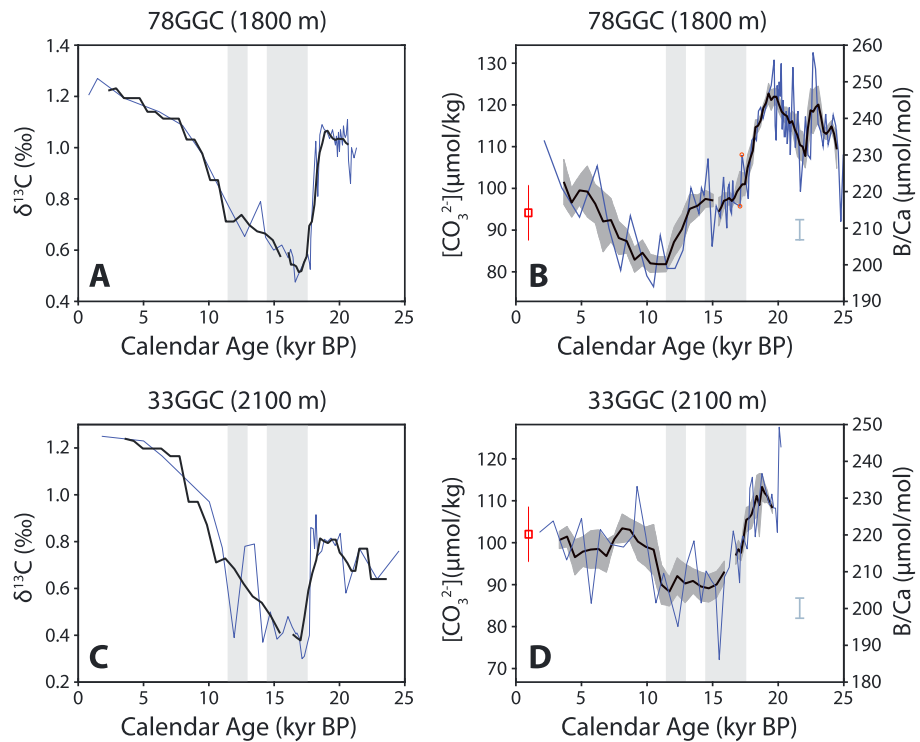 78GGC (1800 m)
1.4
1.2
1.0
0.8
0.6
0.4
δ¹³C (‰)
A
0 5 10 15 20 25
Calendar Age (kyr BP)
78GGC (1800 m)
130
120
110
100
90
80
[CO₃²⁻](μmol/kg)
260
250
240
230
220
210
200
190
B/Ca (μmol/mol)
B
0 5 10 15 20 25
Calendar Age (kyr BP)
33GGC (2100 m)
1.2
1.0
0.8
0.6
0.4
0.2
δ¹³C (‰)
C
0 5 10 15 20 25
Calendar Age (kyr BP)
33GGC (2100 m)
120
110
100
90
80
70
[CO₃²⁻](μmol/kg)
250
240
230
220
210
200
190
180
B/Ca (μmol/mol)
D
0 5 10 15 20 25
Calendar Age (kyr BP)